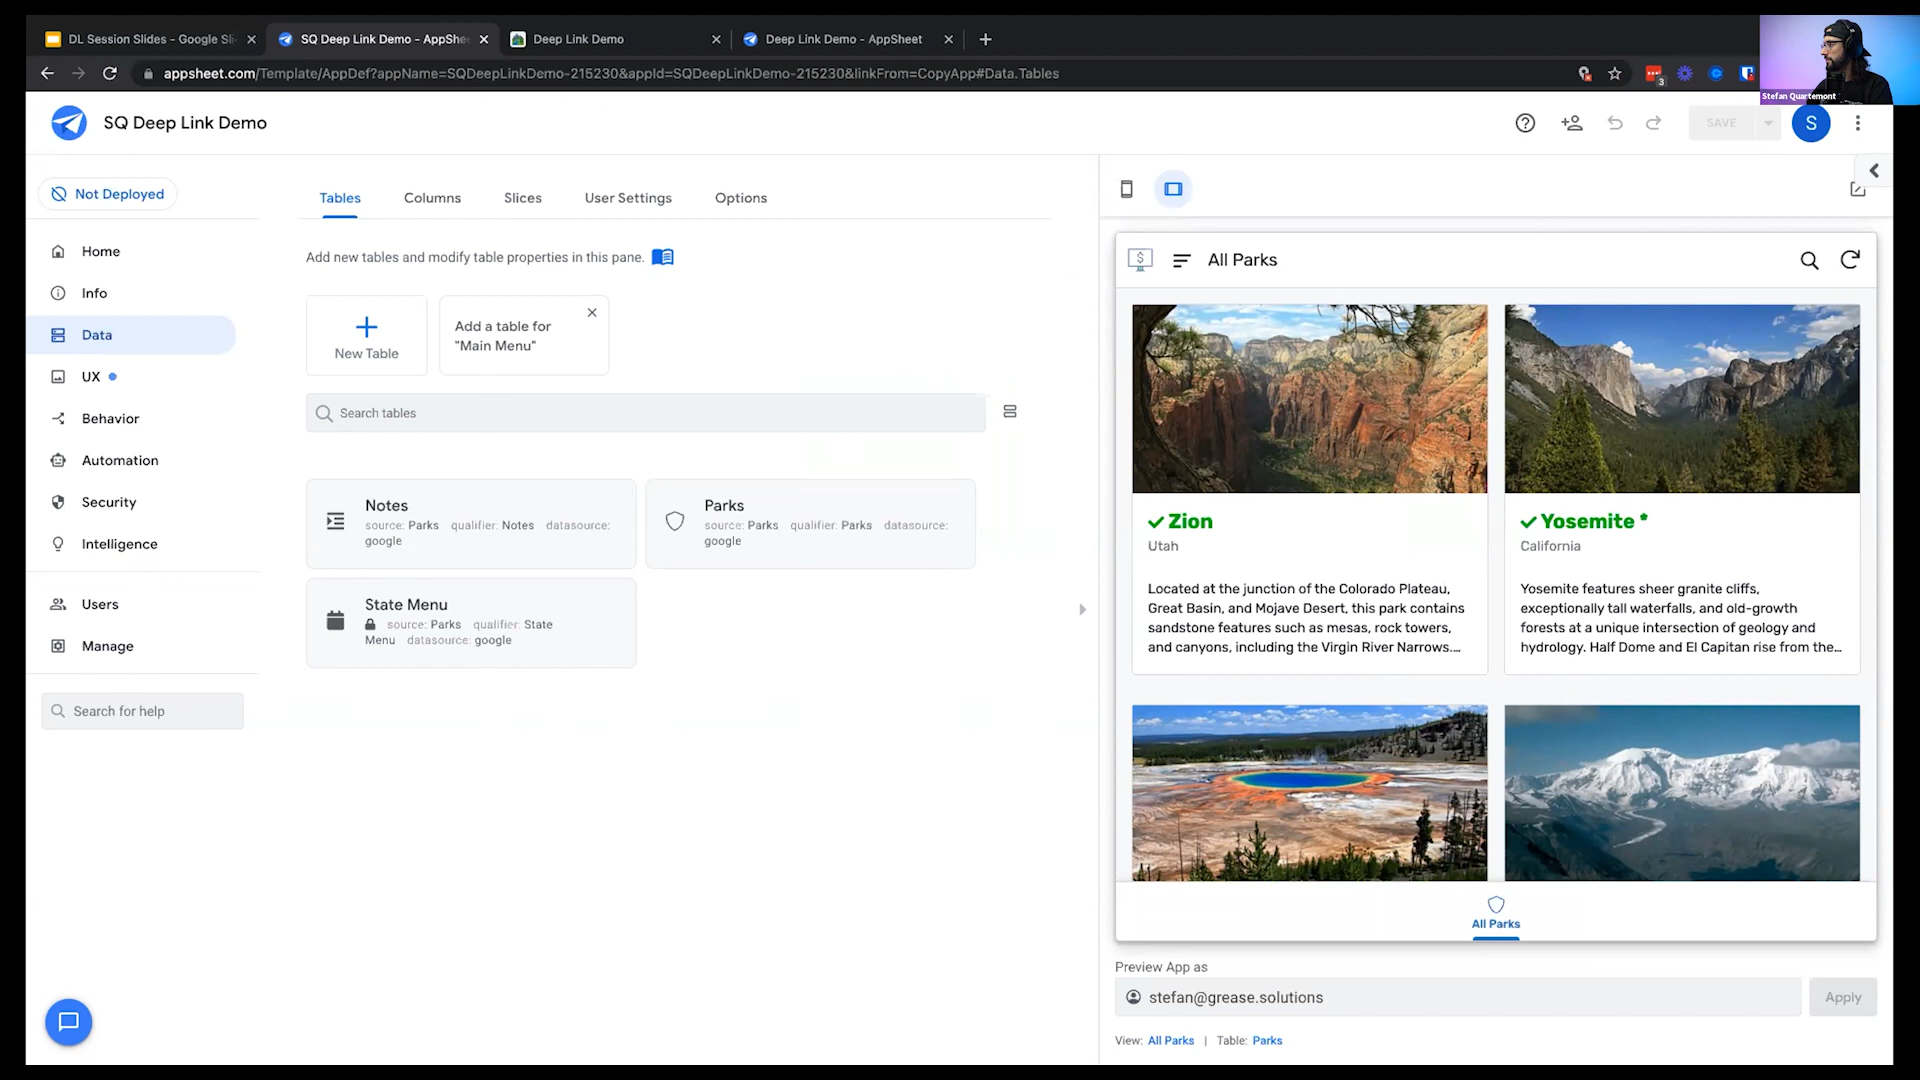 DL Session Slides - Google Sli
SQ Deep Link Demo - AppShe
Deep Link Demo
Deep Link Demo - AppSheet
appsheet.com/Template/AppDef?appName=SQDeepLinkDemo-215230&appId=SQDeepLinkDemo-215230&linkFrom=CopyApp#Data.Tables
3
Stefan Quartemont
SQ Deep Link Demo
SAVE
S
Not Deployed
Home
Info
Data
UX
Behavior
Automation
Security
Intelligence
Users
Manage
Search for help
Tables
Columns
Slices
User Settings
Options
Add new tables and modify table properties in this pane.
New Table
Add a table for
"Main Menu"
Search tables
Notes
source: Parks qualifier: Notes datasource:
google
Parks
source: Parks qualifier: Parks datasource:
google
State Menu
source: Parks qualifier: State
Menu datasource: google
$
All Parks
Zion
Utah
Located at the junction of the Colorado Plateau,
Great Basin, and Mojave Desert, this park contains
sandstone features such as mesas, rock towers,
and canyons, including the Virgin River Narrows....
Yosemite *
California
Yosemite features sheer granite cliffs,
exceptionally tall waterfalls, and old-growth
forests at a unique intersection of geology and
hydrology. Half Dome and El Capitan rise from the...
All Parks
Preview App as
stefan@grease.solutions
Apply
View: All Parks | Table: Parks